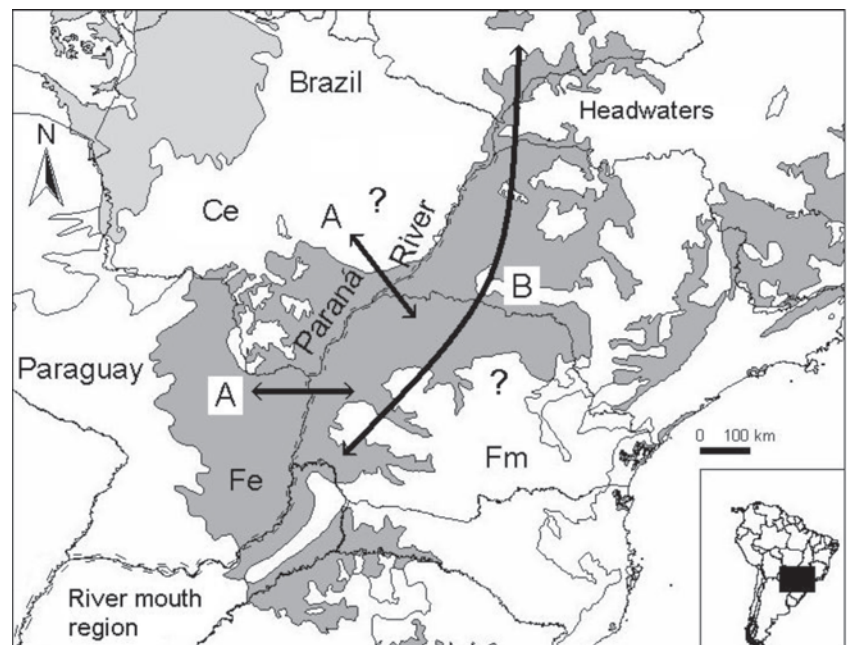 Brazil
Headwaters
N
Ce
A
?
Paraná River
B
Paraguay
A
?
0 100 km
Fe
Fm
River mouth
region